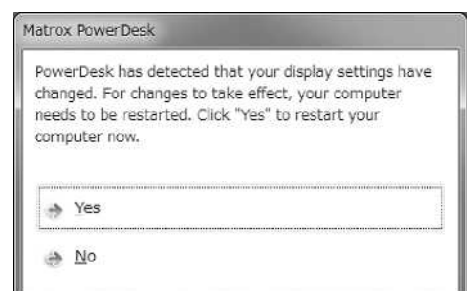 Matrox PowerDesk
PowerDesk has detected that your display settings have
changed. For changes to take effect, your computer
needs to be restarted. Click "Yes" to restart your
computer now.
Yes
No